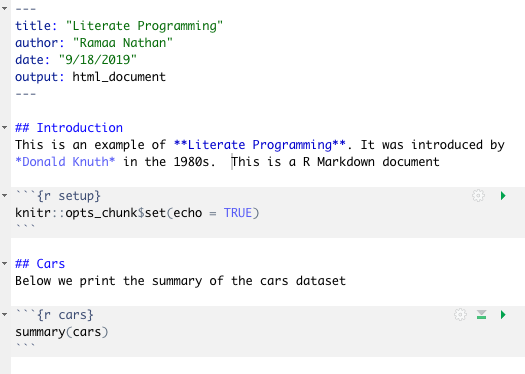 ---
title: "Literate Programming"
author: "Ramaa Nathan"
date: "9/18/2019"
output: html_document
---
## Introduction
This is an example of **Literate Programming**. It was introduced by
*Donald Knuth* in the 1980s.  This is a R Markdown document
```{r setup}
knitr::opts_chunk$set(echo = TRUE)
```
## Cars
Below we print the summary of the cars dataset
```{r cars}
summary(cars)
```